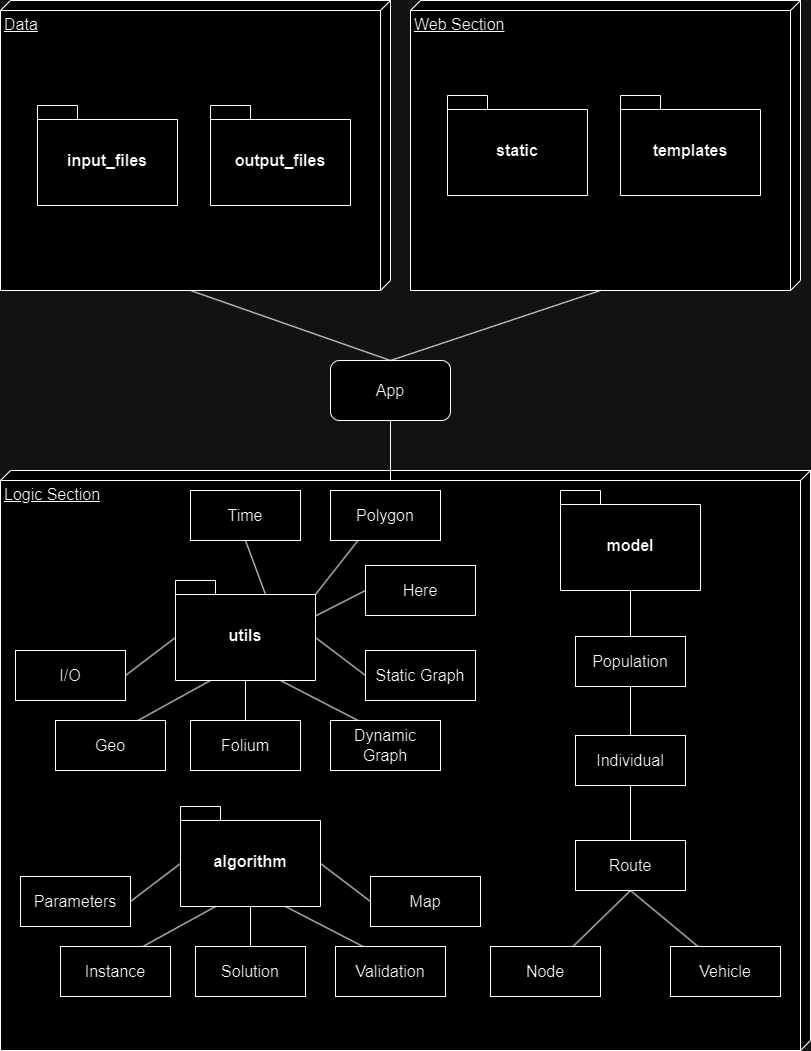 Data
input_files
output_files
Web Section
static
templates
App
Logic Section
Time
Polygon
Here
utils
I/O
Static Graph
Geo
Folium
Dynamic
Graph
algorithm
Parameters
Map
Instance
Solution
Validation
model
Population
Individual
Route
Node
Vehicle